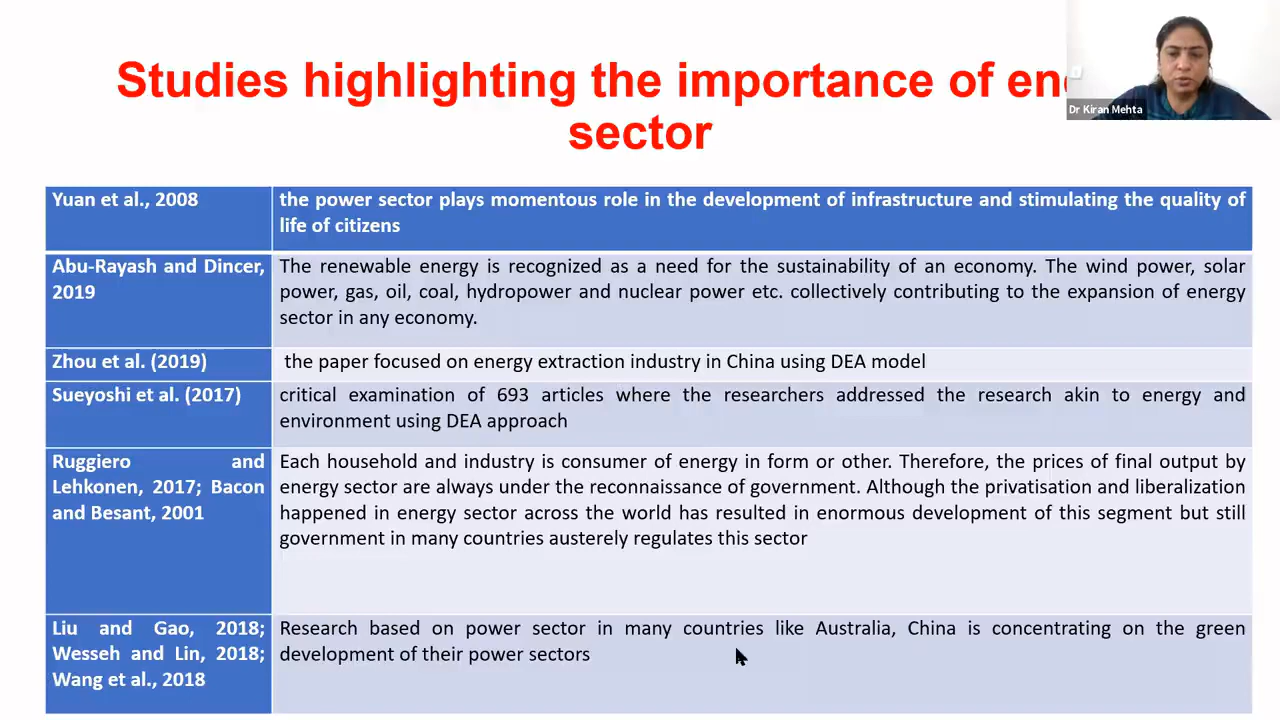 Studies highlighting the importance of en
sector
Dr Kiran Mehta
Yuan et al., 2008
the power sector plays momentous role in the development of infrastructure and stimulating the quality of
life of citizens
Abu-Rayash and Dincer,
2019
The renewable energy is recognized as a need for the sustainability of an economy. The wind power, solar
power, gas, oil, coal, hydropower and nuclear power etc. collectively contributing to the expansion of energy
sector in any economy.
Zhou et al. (2019)
the paper focused on energy extraction industry in China using DEA model
Sueyoshi et al. (2017)
critical examination of 693 articles where the researchers addressed the research akin to energy and
environment using DEA approach
Ruggiero and
Lehkonen, 2017; Bacon
and Besant, 2001
Each household and industry is consumer of energy in form or other. Therefore, the prices of final output by
energy sector are always under the reconnaissance of government. Although the privatisation and liberalization
happened in energy sector across the world has resulted in enormous development of this segment but still
government in many countries austerely regulates this sector
Liu and Gao, 2018;
Wesseh and Lin, 2018;
Wang et al., 2018
Research based on power sector in many countries like Australia, China is concentrating on the green
development of their power sectors